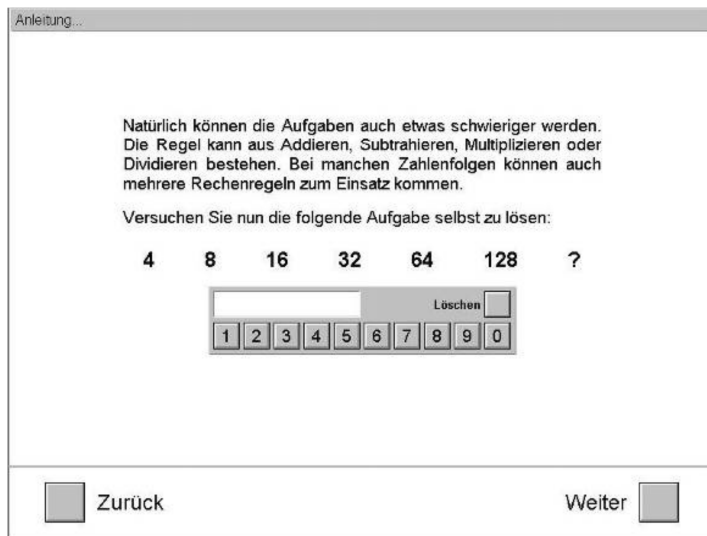 Anleitung...
Natürlich können die Aufgaben auch etwas schwieriger werden.
Die Regel kann aus Addieren, Subtrahieren, Multiplizieren oder
Dividieren bestehen. Bei manchen Zahlenfolgen können auch
mehrere Rechenregeln zum Einsatz kommen.
Versuchen Sie nun die folgende Aufgabe selbst zu lösen:
4 8 16 32 64 128 ?
Löschen
1 2 3 4 5 6 7 8 9 0
Zurück Weiter